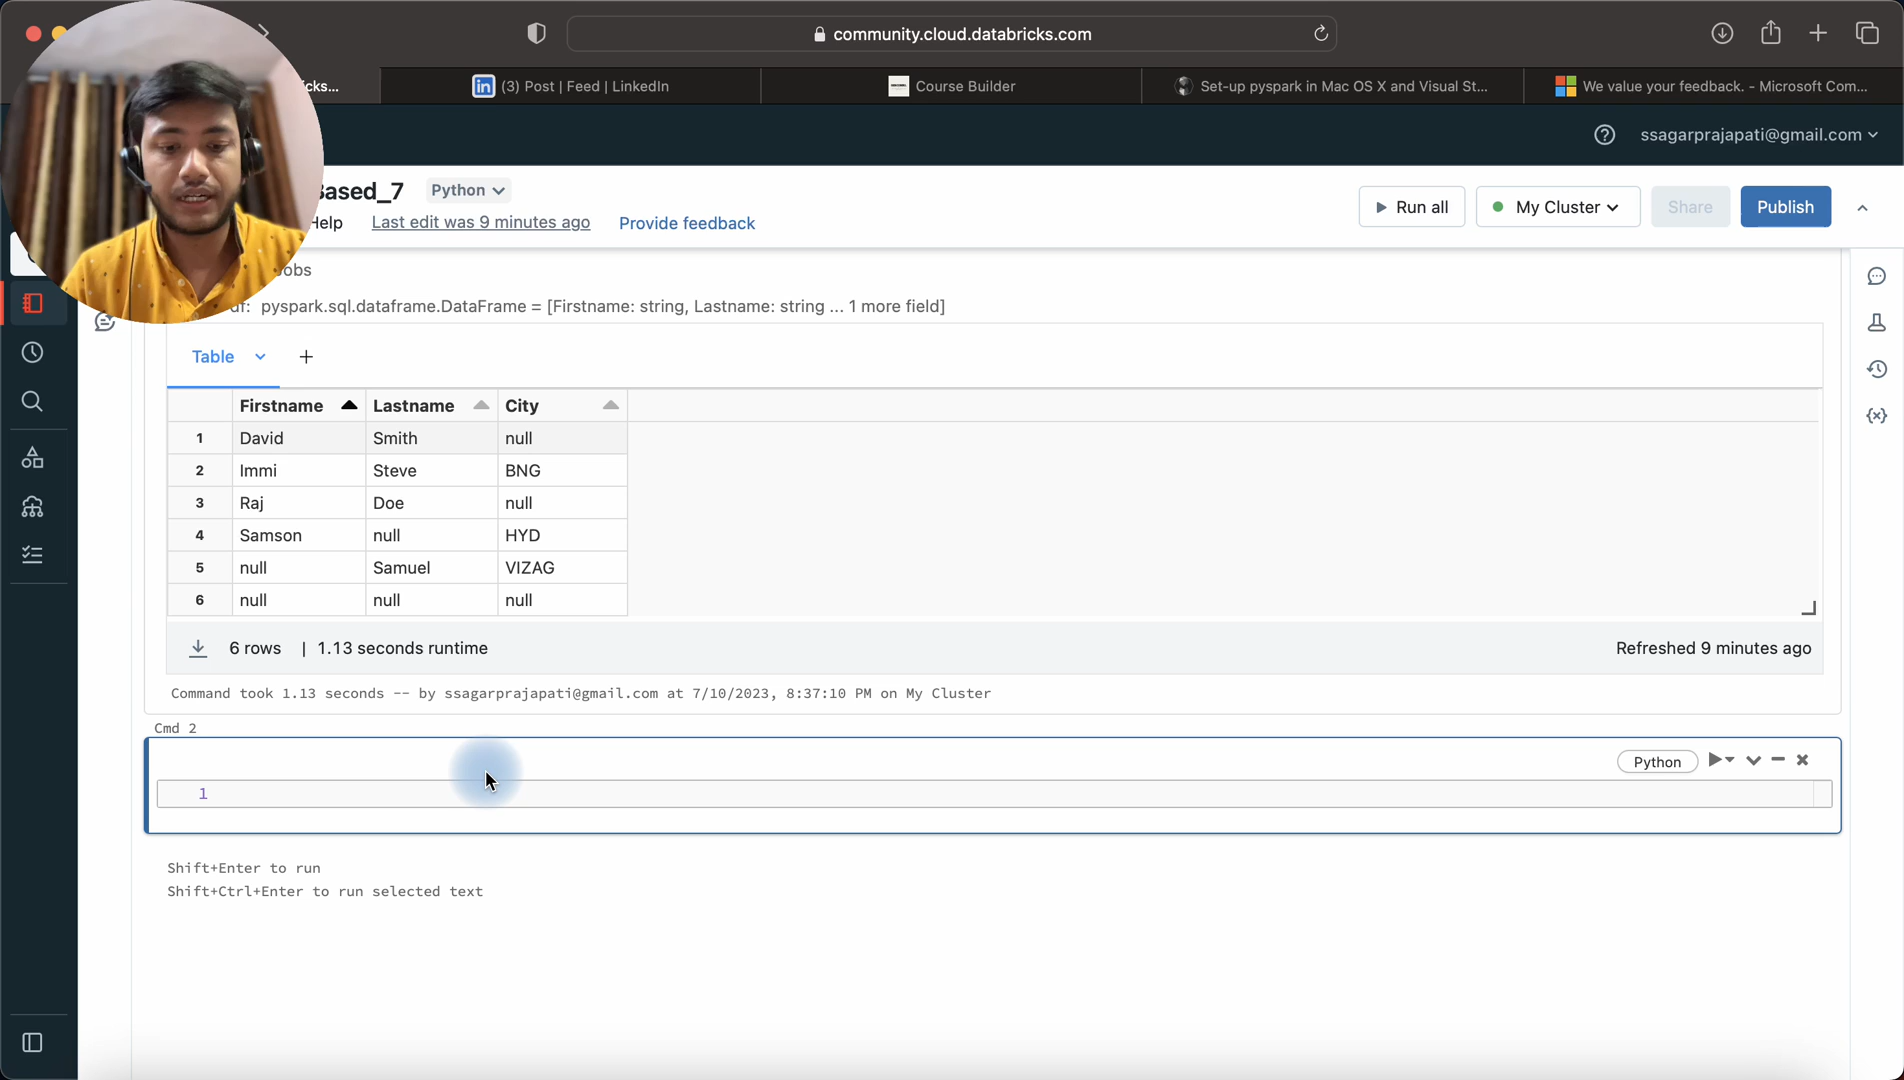 community.cloud.databricks.com
cks...
(3) Post | Feed | LinkedIn
Course Builder
Set-up pyspark in Mac OS X and Visual St...
We value your feedback. - Microsoft Com...
ssagarprajapati@gmail.com
Based_7
Python
Help
Last edit was 9 minutes ago
Provide feedback
Run all
My Cluster
Share
Publish
Jobs
df: pyspark.sql.dataframe.DataFrame = [Firstname: string, Lastname: string ... 1 more field]
Table
Firstname Lastname City
1 David Smith null
2 Immi Steve BNG
3 Raj Doe null
4 Samson null HYD
5 null Samuel VIZAG
6 null null null
6 rows | 1.13 seconds runtime
Refreshed 9 minutes ago
Command took 1.13 seconds -- by ssagarprajapati@gmail.com at 7/10/2023, 8:37:10 PM on My Cluster
Cmd 2
Python
1
Shift+Enter to run
Shift+Ctrl+Enter to run selected text